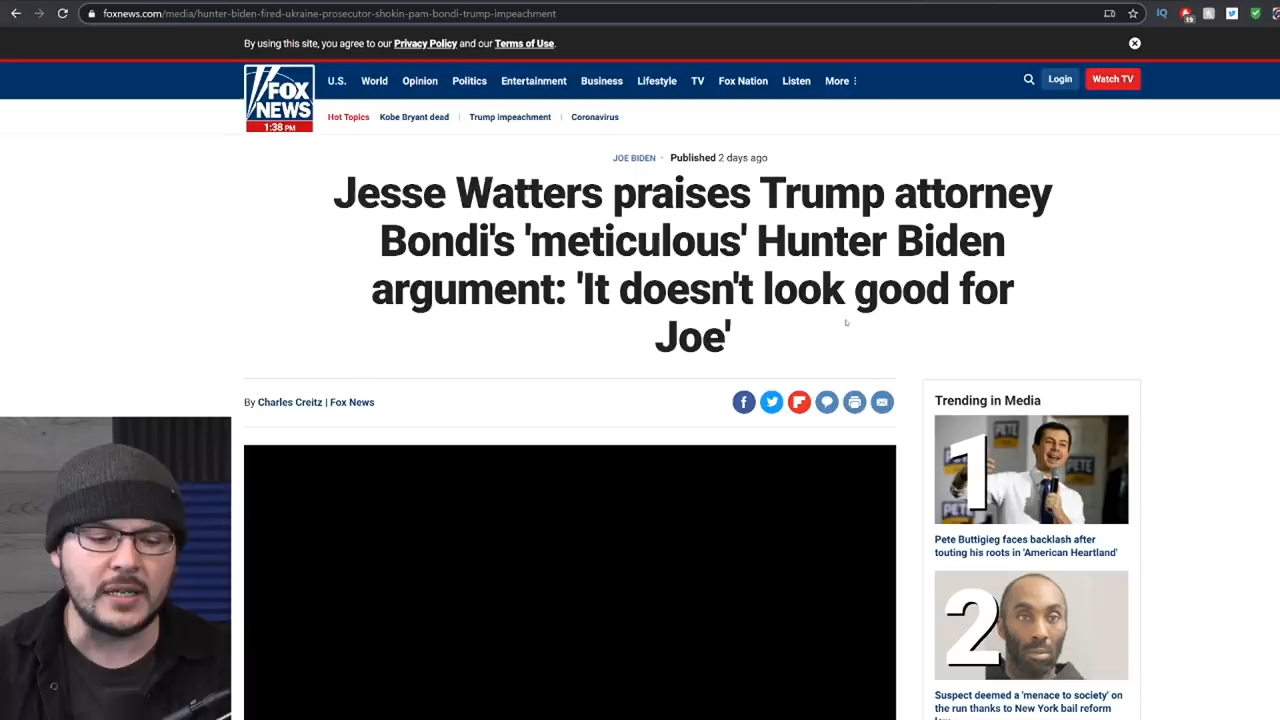 foxnews.com/media/hunter-biden-fired-ukraine-prosecutor-shokin-pam-bondi-trump-impeachment
By using this site, you agree to our Privacy Policy and our Terms of Use.
FOX
NEWS
1:38 PM
U.S. World Opinion Politics Entertainment Business Lifestyle TV Fox Nation Listen More
Login
Watch TV
Hot Topics Kobe Bryant dead Trump impeachment Coronavirus
JOE BIDEN · Published 2 days ago
Jesse Watters praises Trump attorney
Bondi's 'meticulous' Hunter Biden
argument: 'It doesn't look good for
Joe'
By Charles Creitz | Fox News
Trending in Media
1
PETE
PETE
Pete Buttigieg faces backlash after
touting his roots in 'American Heartland'
2
Suspect deemed a 'menace to society' on
the run thanks to New York bail reform